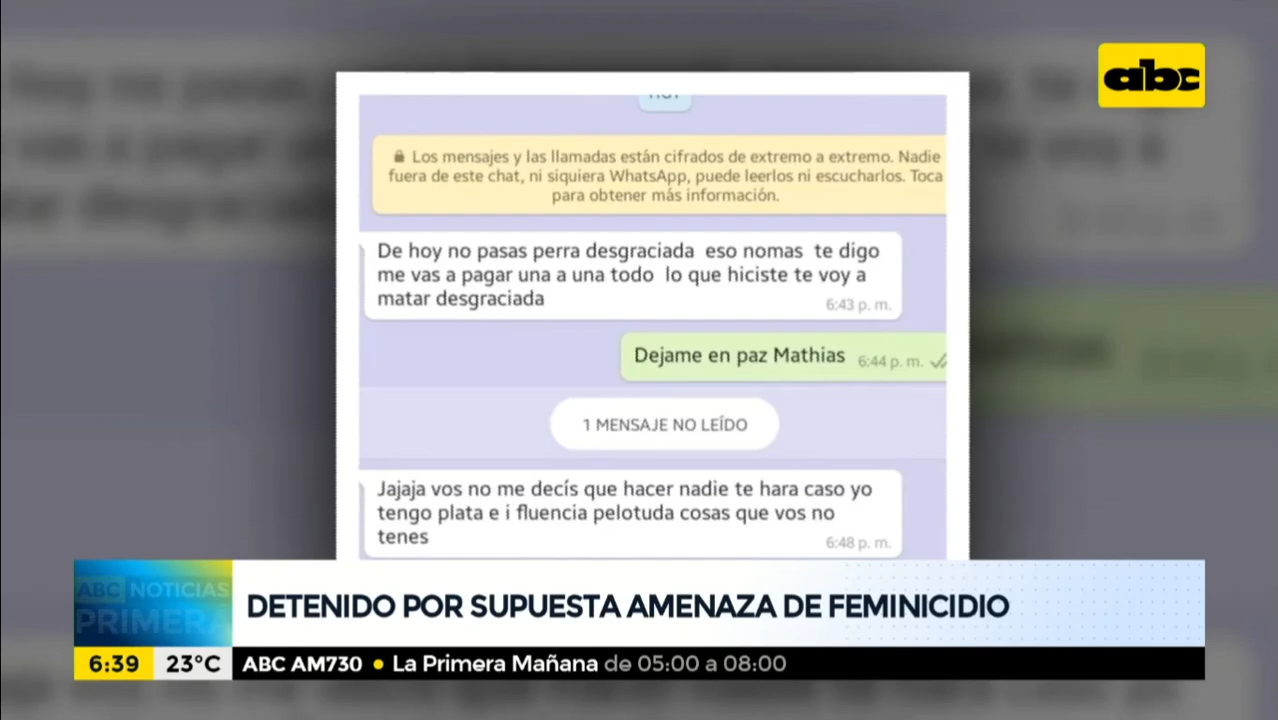 abc
HOY
Los mensajes y las llamadas están cifrados de extremo a extremo. Nadie
fuera de este chat, ni siquiera WhatsApp, puede leerlos ni escucharlos. Toca
para obtener más información.
De hoy no pasas perra desgraciada eso nomas te digo
me vas a pagar una a una todo lo que hiciste te voy a
matar desgraciada
6:43 p. m.
Dejame en paz Mathias
6:44 p. m.
1 MENSAJE NO LEÍDO
Jajaja vos no me decís que hacer nadie te hara caso yo
tengo plata e i fluencia pelotuda cosas que vos no
tenes
6:48 p. m.
ABC NOTICIAS
PRIMERA
DETENIDO POR SUPUESTA AMENAZA DE FEMINICIDIO
6:39 23°C ABC AM730 • La Primera Mañana de 05:00 a 08:00